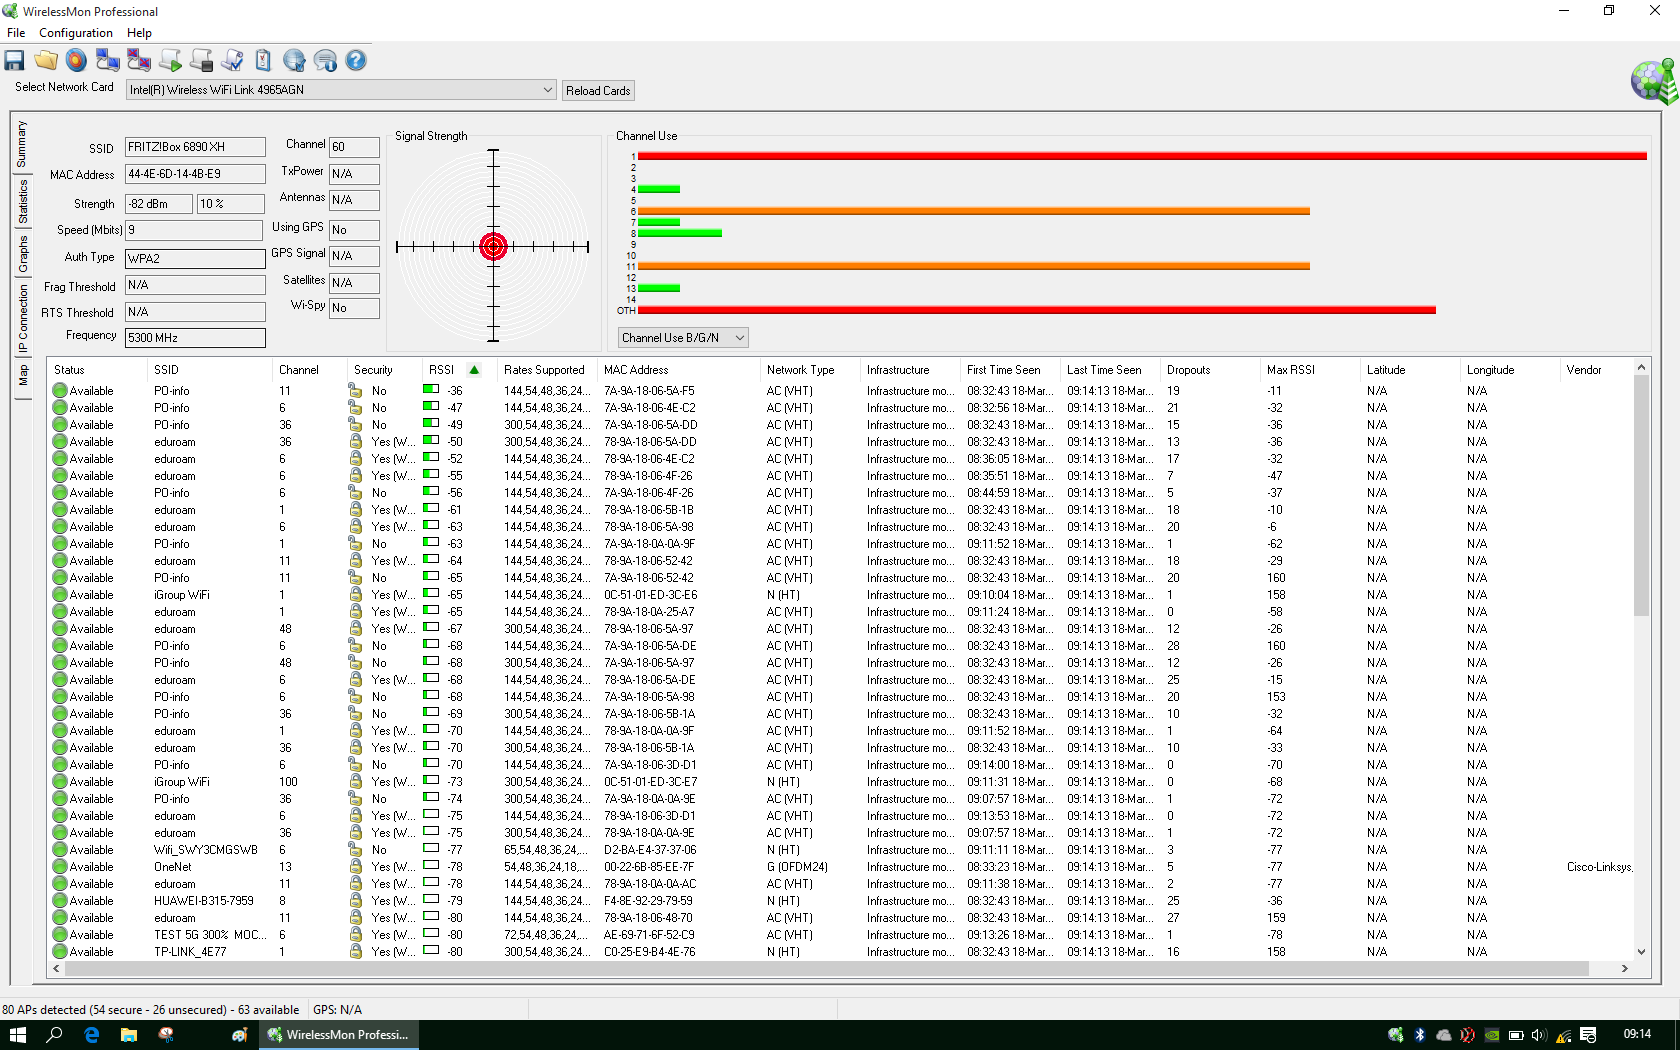 WirelessMon Professional
File Configuration Help
Select Network Card Intel(R) Wireless WiFi Link 4965AGN Reload Cards
Summary
Statistics
Graphs
IP Connection
Map
SSID FRITZ!Box 6890 XH
MAC Address 44-4E-6D-14-4B-E9
Strength -82 dBm 10 %
Speed (Mbits) 9
Auth Type WPA2
Frag Threshold N/A
RTS Threshold N/A
Frequency 5300 MHz
Channel 60
TxPower N/A
Antennas N/A
Using GPS No
GPS Signal N/A
Satellites N/A
Wi-Spy No
Signal Strength
Channel Use
1
2
3
4
5
6
7
8
9
10
11
12
13
14
OTH
Channel Use B/G/N
Status SSID Channel Security RSSI Rates Supported MAC Address Network Type Infrastructure First Time Seen Last Time Seen Dropouts Max RSSI Latitude Longitude Vendor
Available PO-info 11 No -36 144,54,48,36,24... 7A-9A-18-06-5A-F5 AC (VHT) Infrastructure mo... 08:32:43 18-Mar... 09:14:13 18-Mar... 19 -11 N/A N/A
Available PO-info 6 No -47 144,54,48,36,24... 7A-9A-18-06-4E-C2 AC (VHT) Infrastructure mo... 08:32:56 18-Mar... 09:14:13 18-Mar... 21 -32 N/A N/A
Available PO-info 36 No -49 300,54,48,36,24... 7A-9A-18-06-5A-DD AC (VHT) Infrastructure mo... 08:32:43 18-Mar... 09:14:13 18-Mar... 15 -36 N/A N/A
Available eduroam 36 Yes (W... -50 300,54,48,36,24... 78-9A-18-06-5A-DD AC (VHT) Infrastructure mo... 08:32:43 18-Mar... 09:14:13 18-Mar... 13 -36 N/A N/A
Available eduroam 6 Yes (W... -52 144,54,48,36,24... 78-9A-18-06-4E-C2 AC (VHT) Infrastructure mo... 08:36:05 18-Mar... 09:14:13 18-Mar... 17 -32 N/A N/A
Available eduroam 6 Yes (W... -55 144,54,48,36,24... 78-9A-18-06-4F-26 AC (VHT) Infrastructure mo... 08:35:51 18-Mar... 09:14:13 18-Mar... 7 -47 N/A N/A
Available PO-info 6 No -56 144,54,48,36,24... 7A-9A-18-06-4F-26 AC (VHT) Infrastructure mo... 08:44:59 18-Mar... 09:14:13 18-Mar... 5 -37 N/A N/A
Available eduroam 1 Yes (W... -61 144,54,48,36,24... 78-9A-18-06-5B-1B AC (VHT) Infrastructure mo... 08:32:43 18-Mar... 09:14:13 18-Mar... 18 -10 N/A N/A
Available eduroam 6 Yes (W... -63 144,54,48,36,24... 78-9A-18-06-5A-98 AC (VHT) Infrastructure mo... 08:32:43 18-Mar... 09:14:13 18-Mar... 20 -6 N/A N/A
Available PO-info 1 No -63 144,54,48,36,24... 7A-9A-18-0A-0A-9F AC (VHT) Infrastructure mo... 09:11:52 18-Mar... 09:14:13 18-Mar... 1 -62 N/A N/A
Available eduroam 11 Yes (W... -64 144,54,48,36,24... 78-9A-18-06-52-42 AC (VHT) Infrastructure mo... 08:32:43 18-Mar... 09:14:13 18-Mar... 18 -29 N/A N/A
Available PO-info 11 No -65 144,54,48,36,24... 7A-9A-18-06-52-42 AC (VHT) Infrastructure mo... 08:32:43 18-Mar... 09:14:13 18-Mar... 20 160 N/A N/A
Available iGroup WiFi 1 Yes (W... -65 144,54,48,36,24... 0C-51-01-ED-3C-E6 N (HT) Infrastructure mo... 09:10:04 18-Mar... 09:14:13 18-Mar... 1 158 N/A N/A
Available eduroam 1 Yes (W... -65 144,54,48,36,24... 78-9A-18-0A-25-A7 AC (VHT) Infrastructure mo... 09:11:24 18-Mar... 09:14:13 18-Mar... 0 -58 N/A N/A
Available eduroam 48 Yes (W... -67 300,54,48,36,24... 78-9A-18-06-5A-97 AC (VHT) Infrastructure mo... 08:32:43 18-Mar... 09:14:13 18-Mar... 12 -26 N/A N/A
Available PO-info 6 No -68 144,54,48,36,24... 7A-9A-18-06-5A-DE AC (VHT) Infrastructure mo... 08:32:43 18-Mar... 09:14:13 18-Mar... 28 160 N/A N/A
Available PO-info 48 No -68 300,54,48,36,24... 7A-9A-18-06-5A-97 AC (VHT) Infrastructure mo... 08:32:43 18-Mar... 09:14:13 18-Mar... 12 -26 N/A N/A
Available eduroam 6 Yes (W... -68 144,54,48,36,24... 78-9A-18-06-5A-DE AC (VHT) Infrastructure mo... 08:32:43 18-Mar... 09:14:13 18-Mar... 25 -15 N/A N/A
Available PO-info 6 No -68 144,54,48,36,24... 7A-9A-18-06-5A-98 AC (VHT) Infrastructure mo... 08:32:43 18-Mar... 09:14:13 18-Mar... 20 153 N/A N/A
Available PO-info 36 No -69 300,54,48,36,24... 7A-9A-18-06-5B-1A AC (VHT) Infrastructure mo... 08:32:43 18-Mar... 09:14:13 18-Mar... 10 -32 N/A N/A
Available eduroam 1 Yes (W... -70 144,54,48,36,24... 78-9A-18-0A-0A-9F AC (VHT) Infrastructure mo... 09:11:52 18-Mar... 09:14:13 18-Mar... 1 -64 N/A N/A
Available eduroam 36 Yes (W... -70 300,54,48,36,24... 78-9A-18-06-5B-1A AC (VHT) Infrastructure mo... 08:32:43 18-Mar... 09:14:13 18-Mar... 10 -33 N/A N/A
Available PO-info 6 No -70 144,54,48,36,24... 7A-9A-18-06-3D-D1 AC (VHT) Infrastructure mo... 09:14:00 18-Mar... 09:14:13 18-Mar... 0 -70 N/A N/A
Available iGroup WiFi 100 Yes (W... -73 300,54,48,36,24... 0C-51-01-ED-3C-E7 N (HT) Infrastructure mo... 09:11:31 18-Mar... 09:14:13 18-Mar... 0 -68 N/A N/A
Available PO-info 36 No -74 300,54,48,36,24... 7A-9A-18-0A-0A-9E AC (VHT) Infrastructure mo... 09:07:57 18-Mar... 09:14:13 18-Mar... 1 -72 N/A N/A
Available eduroam 6 Yes (W... -75 144,54,48,36,24... 78-9A-18-06-3D-D1 AC (VHT) Infrastructure mo... 09:13:53 18-Mar... 09:14:13 18-Mar... 0 -72 N/A N/A
Available eduroam 36 Yes (W... -75 300,54,48,36,24... 78-9A-18-0A-0A-9E AC (VHT) Infrastructure mo... 09:07:57 18-Mar... 09:14:13 18-Mar... 1 -72 N/A N/A
Available Wifi_SWY3CMGSWB 6 No -77 65,54,48,36,24,... D2-BA-E4-37-37-06 N (HT) Infrastructure mo... 09:11:11 18-Mar... 09:14:13 18-Mar... 3 -77 N/A N/A
Available OneNet 13 Yes (W... -78 54,48,36,24,18,... 00-22-6B-85-EE-7F G (OFDM24) Infrastructure mo... 08:33:23 18-Mar... 09:14:13 18-Mar... 5 -77 N/A N/A Cisco-Linksys,
Available eduroam 11 Yes (W... -78 144,54,48,36,24... 78-9A-18-0A-0A-AC AC (VHT) Infrastructure mo... 09:11:38 18-Mar... 09:14:13 18-Mar... 2 -77 N/A N/A
Available HUAWEI-B315-7959 8 Yes (W... -79 144,54,48,36,24... F4-8E-92-29-79-59 N (HT) Infrastructure mo... 08:32:43 18-Mar... 09:14:13 18-Mar... 25 -36 N/A N/A
Available eduroam 11 Yes (W... -80 144,54,48,36,24... 78-9A-18-06-48-70 AC (VHT) Infrastructure mo... 08:32:43 18-Mar... 09:14:13 18-Mar... 27 159 N/A N/A
Available TEST 5G 300% MOC... 6 Yes (W... -80 72,54,48,36,24,... AE-69-71-6F-52-C9 AC (VHT) Infrastructure mo... 09:13:26 18-Mar... 09:14:13 18-Mar... 1 -78 N/A N/A
Available TP-LINK_4E77 1 Yes (W... -80 300,54,48,36,24... C0-25-E9-B4-4E-76 N (HT) Infrastructure mo... 08:32:43 18-Mar... 09:14:13 18-Mar... 16 158 N/A N/A
80 APs detected (54 secure - 26 unsecured) - 63 available GPS: N/A
WirelessMon Professi... 09:14